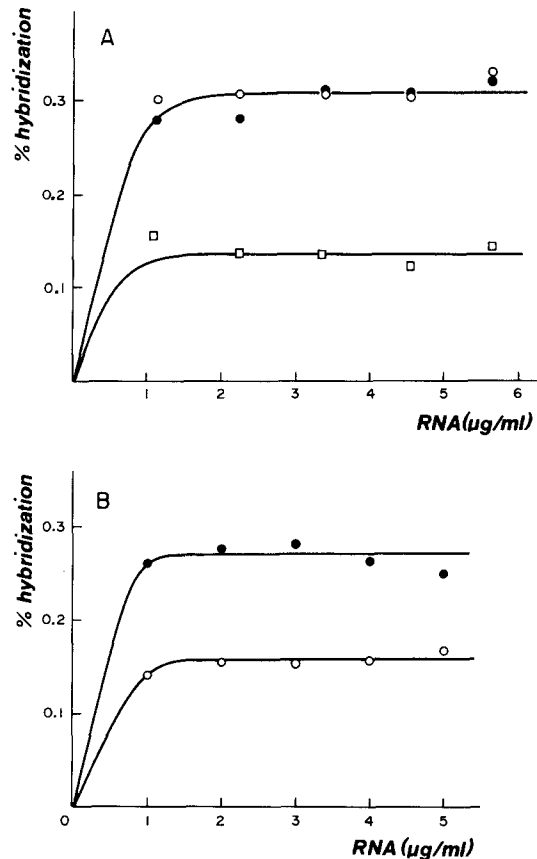 A
% hybridization
0.3
0.2
0.1
1 2 3 4 5 6
RNA(µg/ml)
B
% hybridization
0.3
0.2
0.1
0 1 2 3 4 5
RNA(µg/ml)